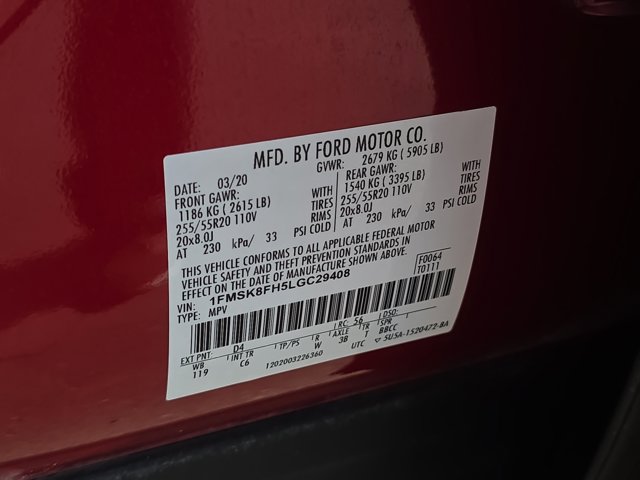 MFD. BY FORD MOTOR CO.
DATE: 03/20 GVWR: 2679 KG ( 5905 LB)
FRONT GAWR: WITH REAR GAWR: WITH
1186 KG ( 2615 LB) TIRES 1540 KG ( 3395 LB) TIRES
255/55R20 110V RIMS 255/55R20 110V RIMS
20x8.0J 20x8.0J
AT 230 kPa/ 33 PSI COLD AT 230 kPa/ 33 PSI COLD
THIS VEHICLE CONFORMS TO ALL APPLICABLE FEDERAL MOTOR
VEHICLE SAFETY AND THEFT PREVENTION STANDARDS IN
EFFECT ON THE DATE OF MANUFACTURE SHOWN ABOVE.
VIN: 1FMSK8FH5LGC29408 F0064
TYPE: MPV T0111
EXT PNT: D4 RC: 56 DSO:
WB INT TR TP/PS R AXLE TR SPR
119 C6 W 3B T BBCC
1202003226360 UTC 5U5A-1520472-BA